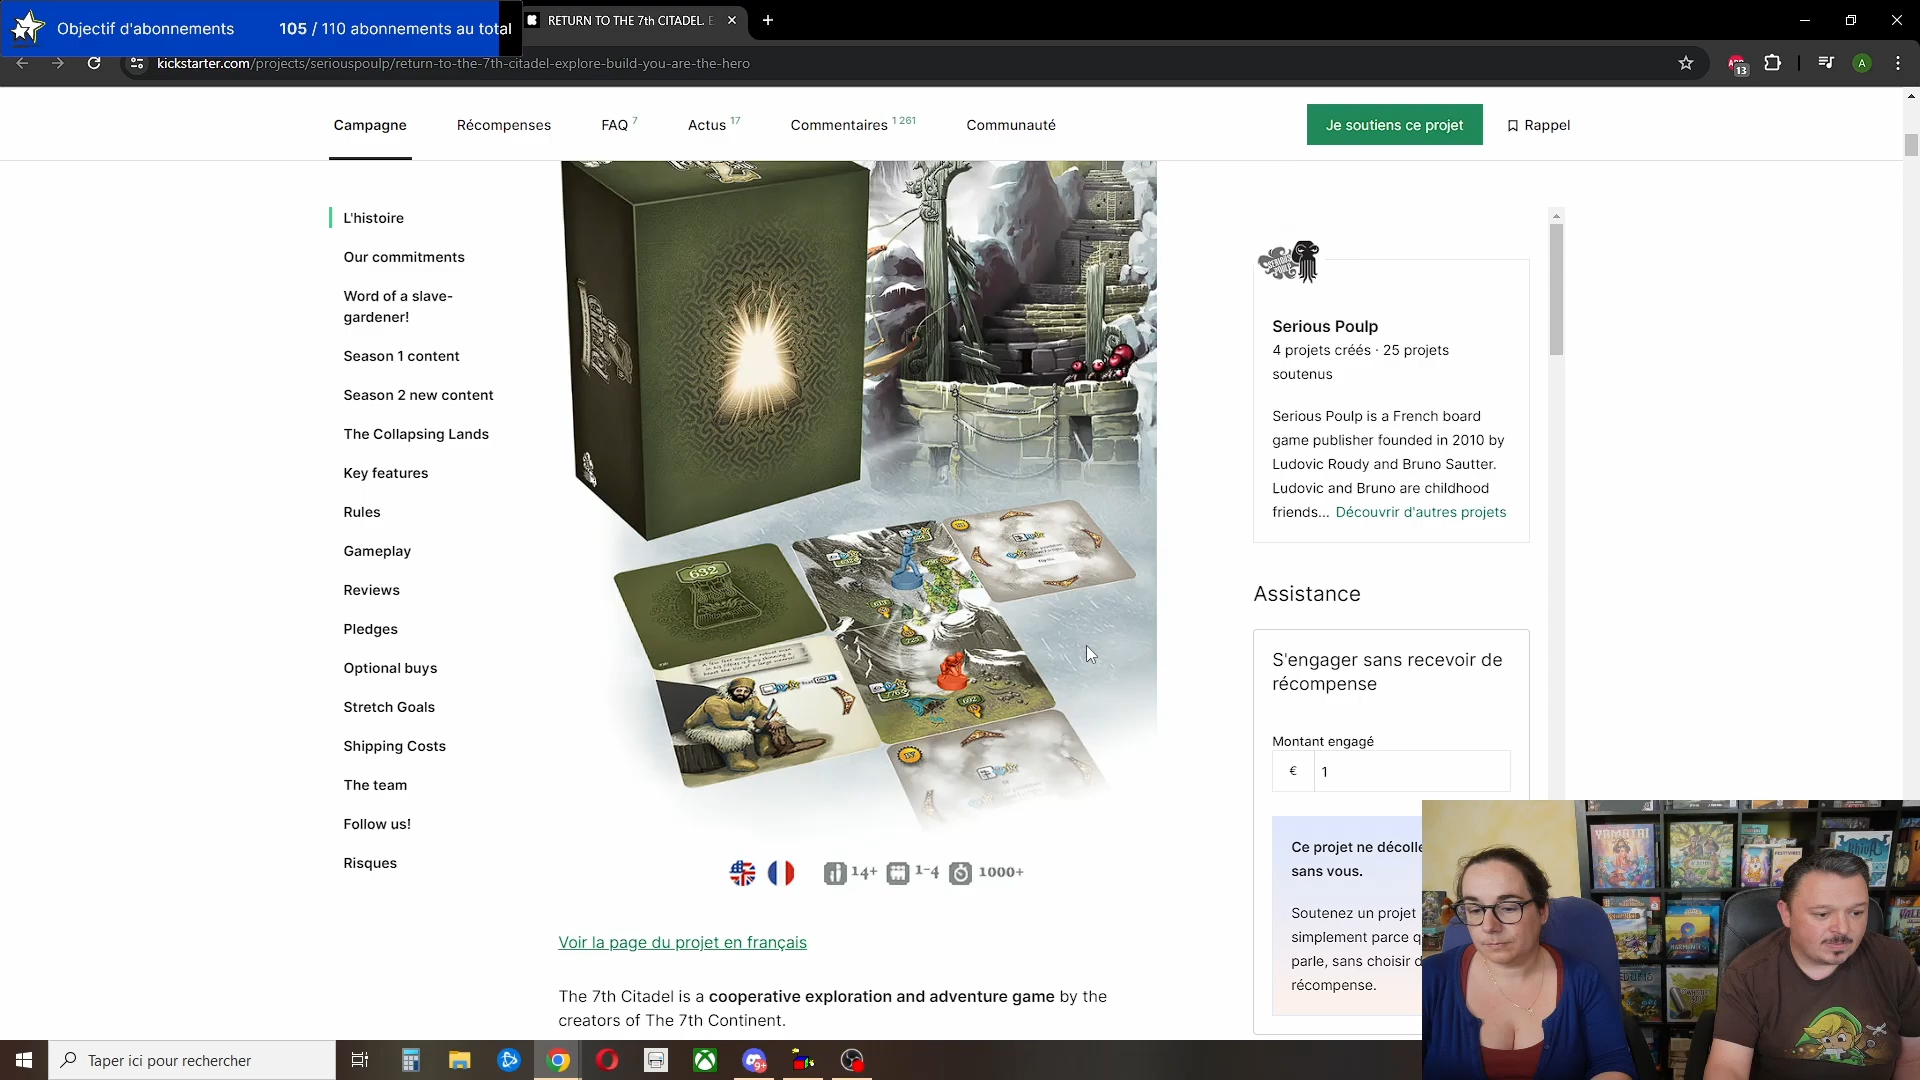 Objectif d'abonnements
105 / 110 abonnements au total
RETURN TO THE 7th CITADEL. E
kickstarter.com/projects/seriouspoulp/return-to-the-7th-citadel-explore-build-you-are-the-hero
13
A
Campagne
Récompenses
FAQ 7
Actus 17
Commentaires 1 261
Communauté
Je soutiens ce projet
Rappel
L'histoire
Our commitments
Word of a slave-
gardener!
Season 1 content
Season 2 new content
The Collapsing Lands
Key features
Rules
Gameplay
Reviews
Pledges
Optional buys
Stretch Goals
Shipping Costs
The team
Follow us!
Risques
632
14+
1-4
1000+
Voir la page du projet en français
The 7th Citadel is a cooperative exploration and adventure game by the
creators of The 7th Continent.
SERIOUS
POULP
Serious Poulp
4 projets créés · 25 projets
soutenus
Serious Poulp is a French board
game publisher founded in 2010 by
Ludovic Roudy and Bruno Sautter.
Ludovic and Bruno are childhood
friends... Découvrir d'autres projets
Assistance
S'engager sans recevoir de
récompense
Montant engagé
€
1
Ce projet ne décolle
sans vous.
Soutenez un projet
simplement parce q
parle, sans choisir d
récompense.
YAMATAI
Taper ici pour rechercher
9+